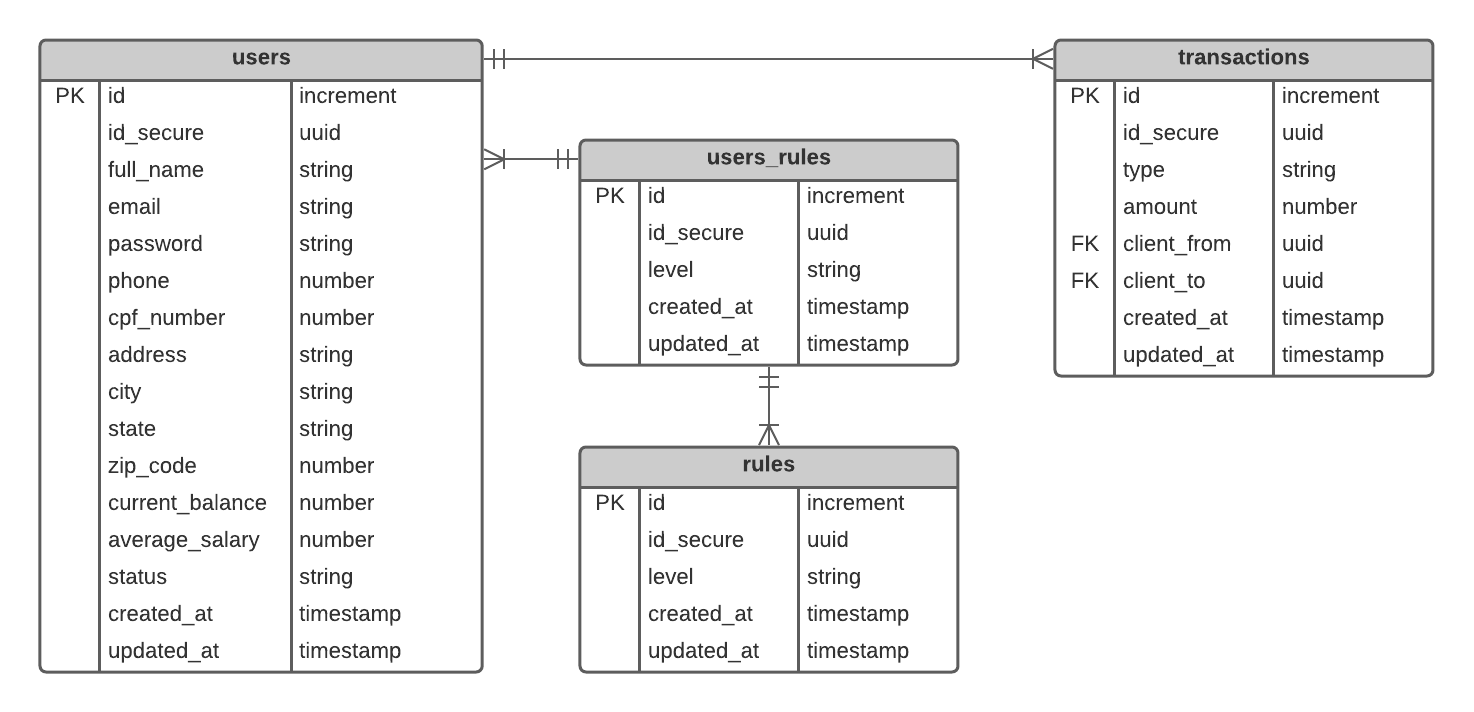 users
PK id increment
id_secure uuid
full_name string
email string
password string
phone number
cpf_number number
address string
city string
state string
zip_code number
current_balance number
average_salary number
status string
created_at timestamp
updated_at timestamp
users_rules
PK id increment
id_secure uuid
level string
created_at timestamp
updated_at timestamp
rules
PK id increment
id_secure uuid
level string
created_at timestamp
updated_at timestamp
transactions
PK id increment
id_secure uuid
type string
amount number
FK client_from uuid
FK client_to uuid
created_at timestamp
updated_at timestamp